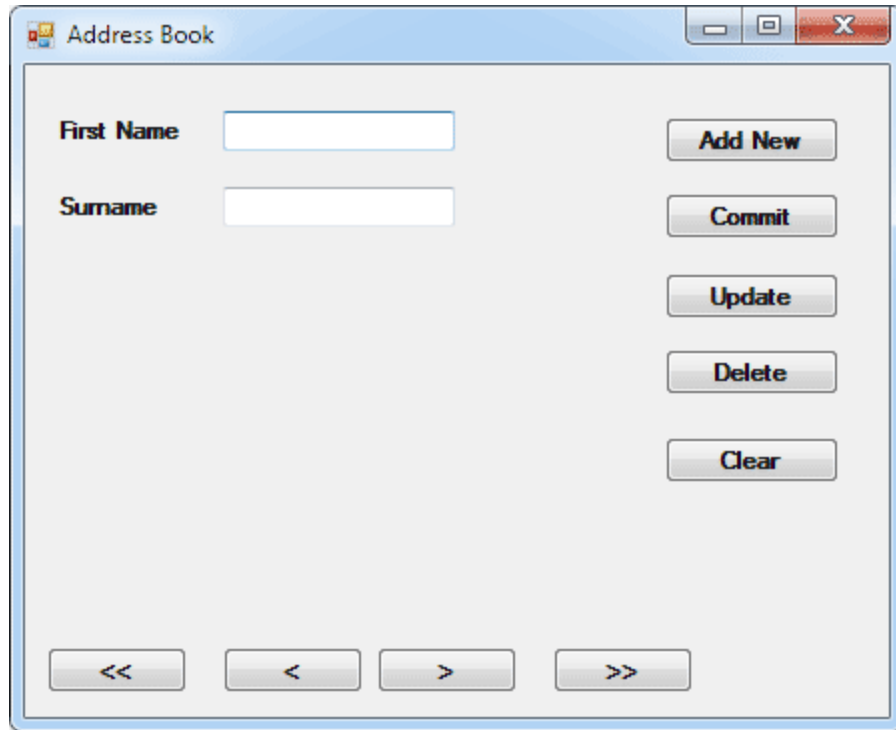 Address Book
First Name
Add New
Surname
Commit
Update
Delete
Clear
<< < > >>